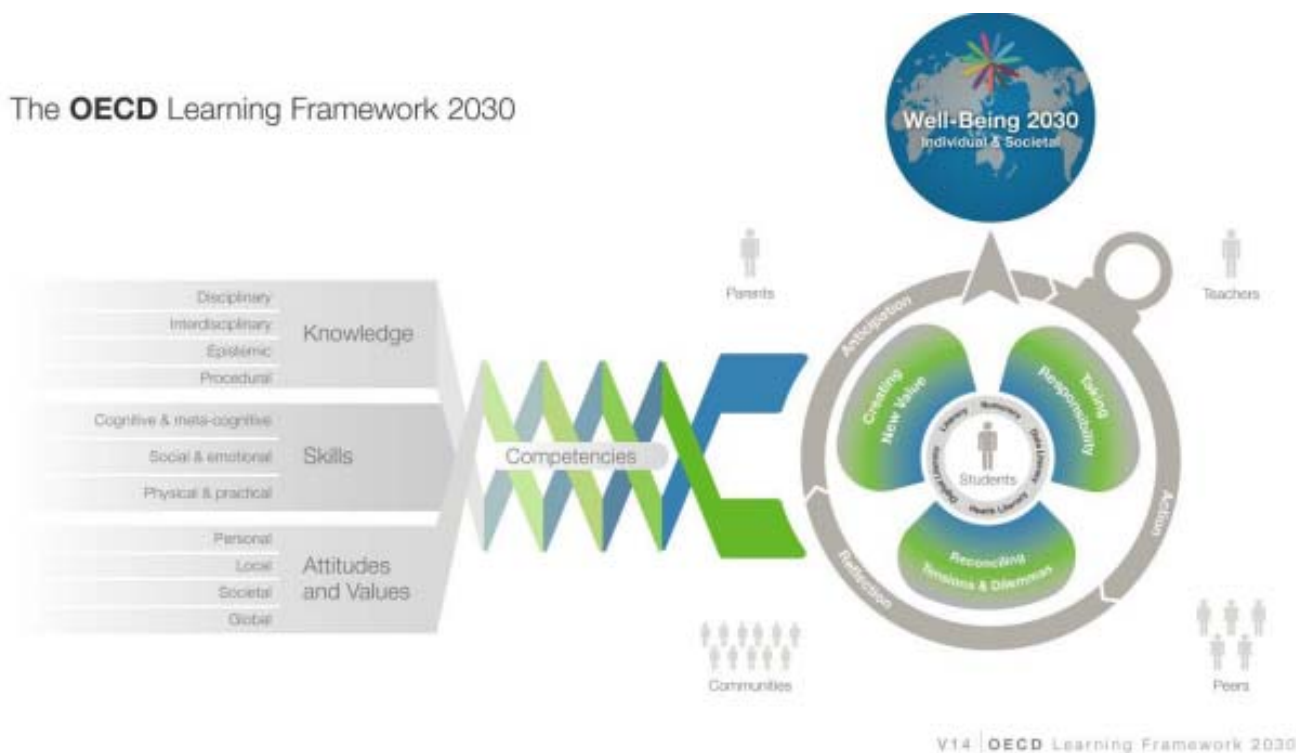 The OECD Learning Framework 2030
Well-Being 2030
Individual & Societal
Disciplinary
Interdisciplinary
Epistemic
Procedural
Knowledge
Cognitive & meta-cognitive
Social & emotional
Physical & practical
Skills
Personal
Local
Societal
Global
Attitudes
and Values
Competencies
Parents
Teachers
Communities
Peers
Anticipation
Action
Reflection
Creating
New Value
Taking
Responsibility
Reconciling
Tensions & Dilemmas
Literacy
Numeracy
Data Literacy
Health Literacy
Digital Literacy
Students
V14 | OECD Learning Framework 2030